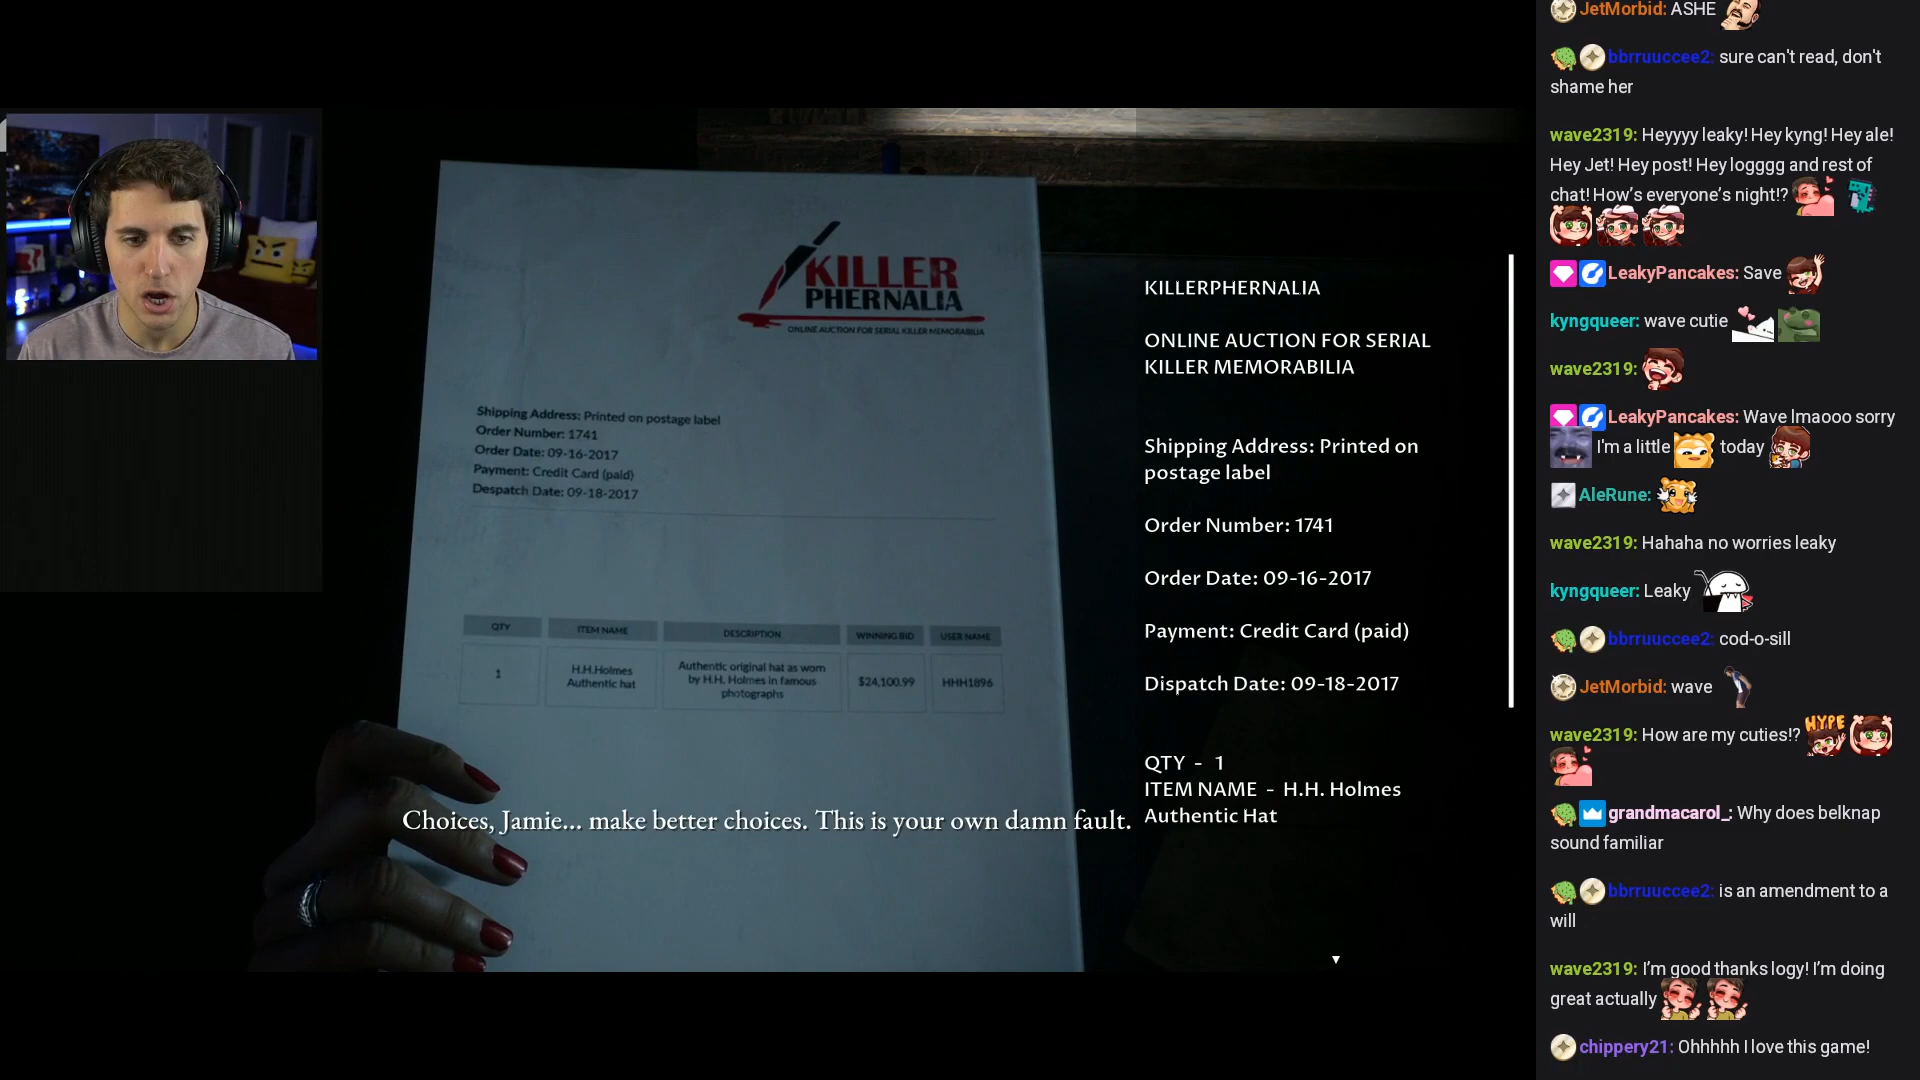 KILLER
PHERNALIA
ONLINE AUCTION FOR SERIAL KILLER MEMORABILIA
Shipping Address: Printed on postage label
Order Number: 1741
Order Date: 09-16-2017
Payment: Credit Card (paid)
Despatch Date: 09-18-2017
QTY ITEM NAME DESCRIPTION WINNING BID USER NAME
1 H.H.Holmes Authentic hat Authentic original hat as worn by H.H. Holmes in famous photographs $24,100.99 HHH1896
Choices, Jamie... make better choices. This is your own damn fault.
KILLERPHERNALIA
ONLINE AUCTION FOR SERIAL
KILLER MEMORABILIA
Shipping Address: Printed on
postage label
Order Number: 1741
Order Date: 09-16-2017
Payment: Credit Card (paid)
Dispatch Date: 09-18-2017
QTY - 1
ITEM NAME - H.H. Holmes
Authentic Hat
JetMorbid: ASHE
bbrruuccee2: sure can't read, don't
shame her
wave2319: Heyyyy leaky! Hey kyng! Hey ale!
Hey Jet! Hey post! Hey logggg and rest of
chat! How's everyone's night!?
LeakyPancakes: Save
kyngqueer: wave cutie
wave2319:
LeakyPancakes: Wave lmaooo sorry
I'm a little today
AleRune:
wave2319: Hahaha no worries leaky
kyngqueer: Leaky
bbrruuccee2: cod-o-sill
JetMorbid: wave
wave2319: How are my cuties!? HYPE
grandmacarol_: Why does belknap
sound familiar
bbrruuccee2: is an amendment to a
will
wave2319: I'm good thanks logy! I'm doing
great actually
chippery21: Ohhhhh I love this game!